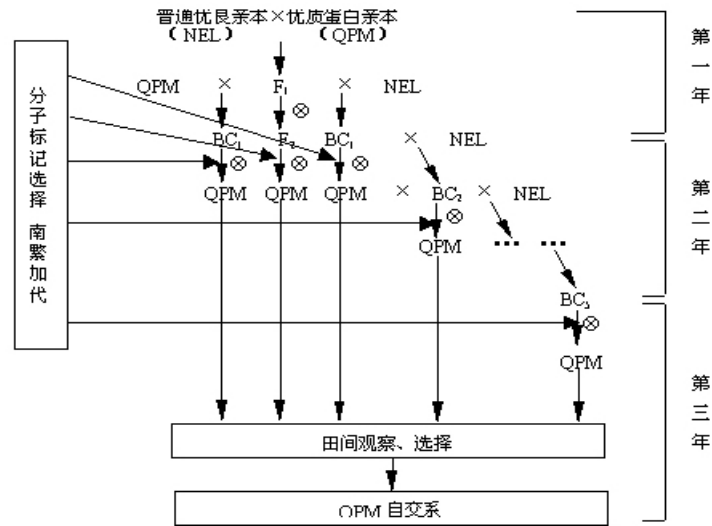 普通优良亲本×优质蛋白亲本
(NEL) (QPM)
第一年
QPM × F₁ × NEL
⊗
BC₁ F₂ BC₁ × NEL
⊗ ⊗ ⊗
QPM QPM QPM × BC₂ × NEL
⊗
QPM ▪▪▪ ▪▪▪
第二年
BC₃
⊗
QPM
第三年
分子标记选择 南繁加代
田间观察、选择
QPM 自交系